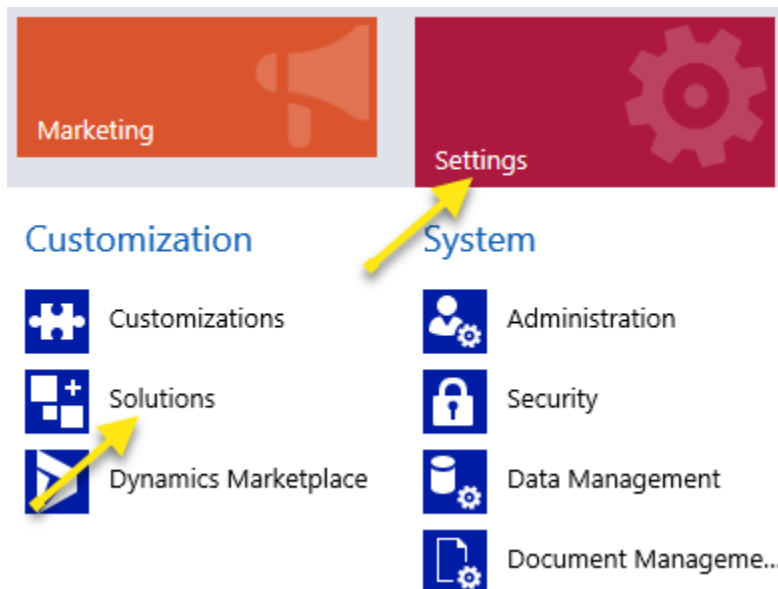 Marketing
Settings
Customization
System
Customizations
Administration
Solutions
Security
Dynamics Marketplace
Data Management
Document Manageme...